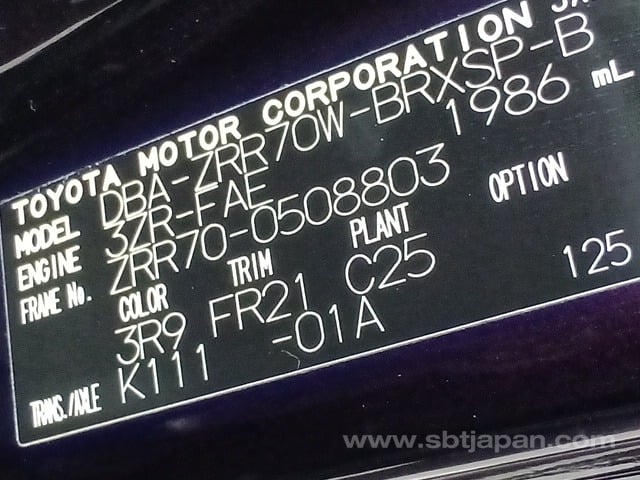 TOYOTA MOTOR CORPORATION
MODEL DBA-ZRR70W-BRXSP-B
ENGINE 3ZR-FAE 1986 mL
FRAME No. ZRR70-0508803
COLOR TRIM PLANT OPTION
3R9 FR21 C25 125
TRANS./AXLE K111 -01A
www.sbtjapan.com